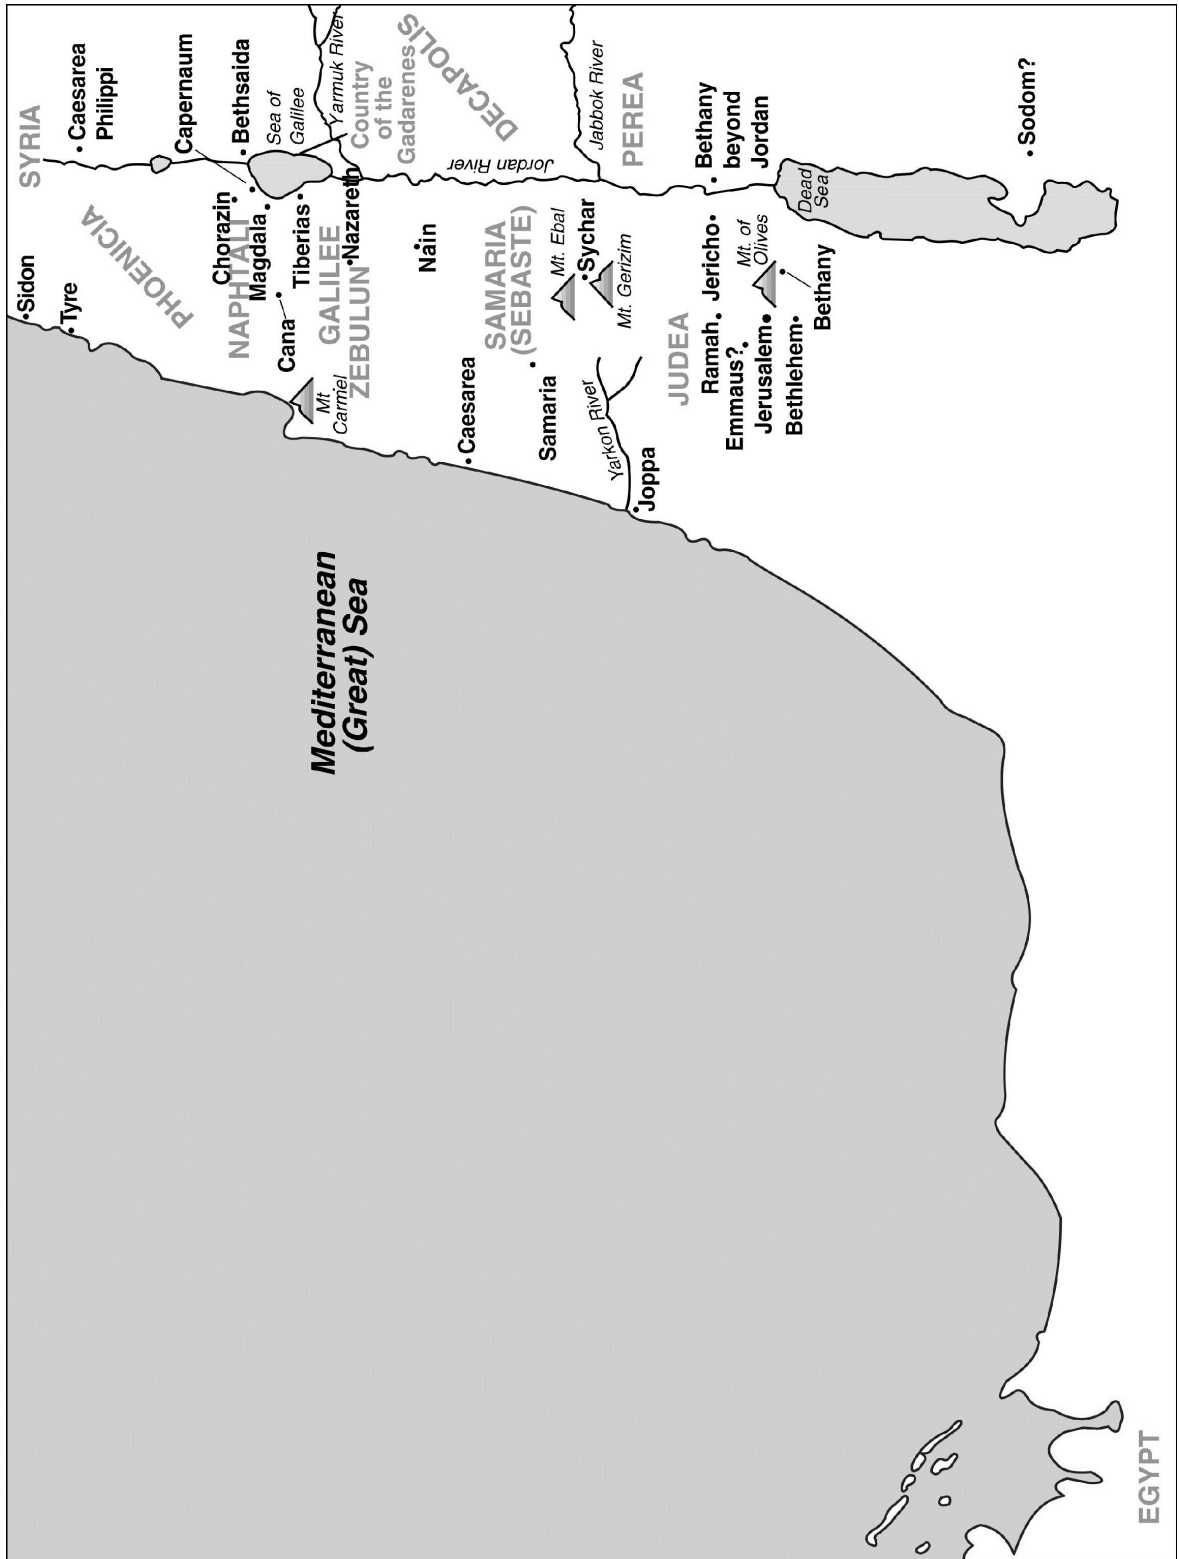 SYRIA
Caesarea
Philippi
Capernaum
Bethsaida
Sea of
Galilee
Yarmuk River
Country
of the
Gadarenes
DECAPOLIS
Jordan River
Jabbok River
PEREA
Bethany
beyond
Jordan
Dead
Sea
Sodom?
PHOENICIA
Sidon
Tyre
Chorazin
NAPHTALI
Magdala
Tiberias
Cana
GALILEE
ZEBULUN
Nazareth
Mt
Carmiel
Nain
SAMARIA
(SEBASTE)
Caesarea
Samaria
Mt. Ebal
Sychar
Mt. Gerizim
Yarkon River
Joppa
JUDEA
Ramah
Jericho
Emmaus?
Mt. of
Olives
Jerusalem
Bethlehem
Bethany
Mediterranean
(Great) Sea
EGYPT